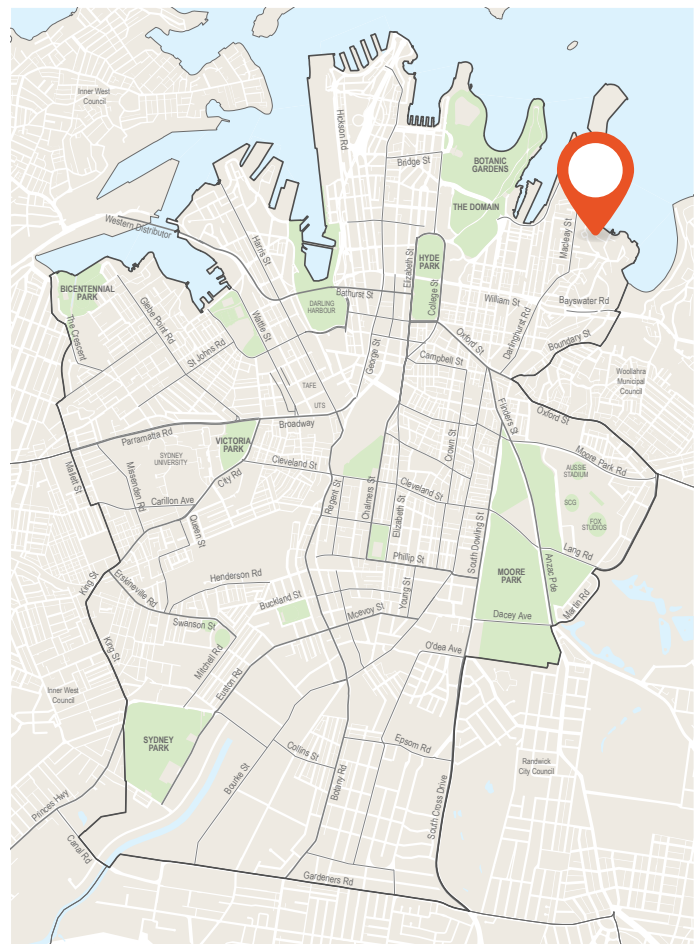 Inner West
Council
Hickson Rd
Bridge St
BOTANIC
GARDENS
THE DOMAIN
Macleay St
Western Distributor
Harris St
Elizabeth St
HYDE
PARK
College St
BICENTENNIAL
PARK
Bathurst St
DARLING
HARBOUR
William St
Bayswater Rd
Glebe Point Rd
The Crescent
Wattle St
St Johns Rd
George St
Oxford St
Darlinghurst Rd
Boundary St
Campbell St
Woollahra
Municipal
Council
TAFE
UTS
Flinders St
Oxford St
Broadway
Parramatta Rd
VICTORIA
PARK
Crown St
Moore Park Rd
SYDNEY
UNIVERSITY
Cleveland St
City Rd
Mallett St
Missenden Rd
Carillon Ave
Regent St
Chalmers St
Cleveland St
Elizabeth St
AUSSIE
STADIUM
SCG
FOX
STUDIOS
Queen St
South Dowling St
Lang Rd
Phillip St
MOORE
PARK
Anzac Pde
King St
Erskineville Rd
Henderson Rd
Buckland St
Young St
Martin Rd
Mcevoy St
Dacey Ave
Swanson St
King St
Mitchell Rd
O'dea Ave
Euston Rd
Inner West
Council
SYDNEY
PARK
Collins St
Epsom Rd
Randwick
City Council
Bourke St
Botany Rd
Princes Hwy
South Cross Drive
Canal Rd
Gardeners Rd